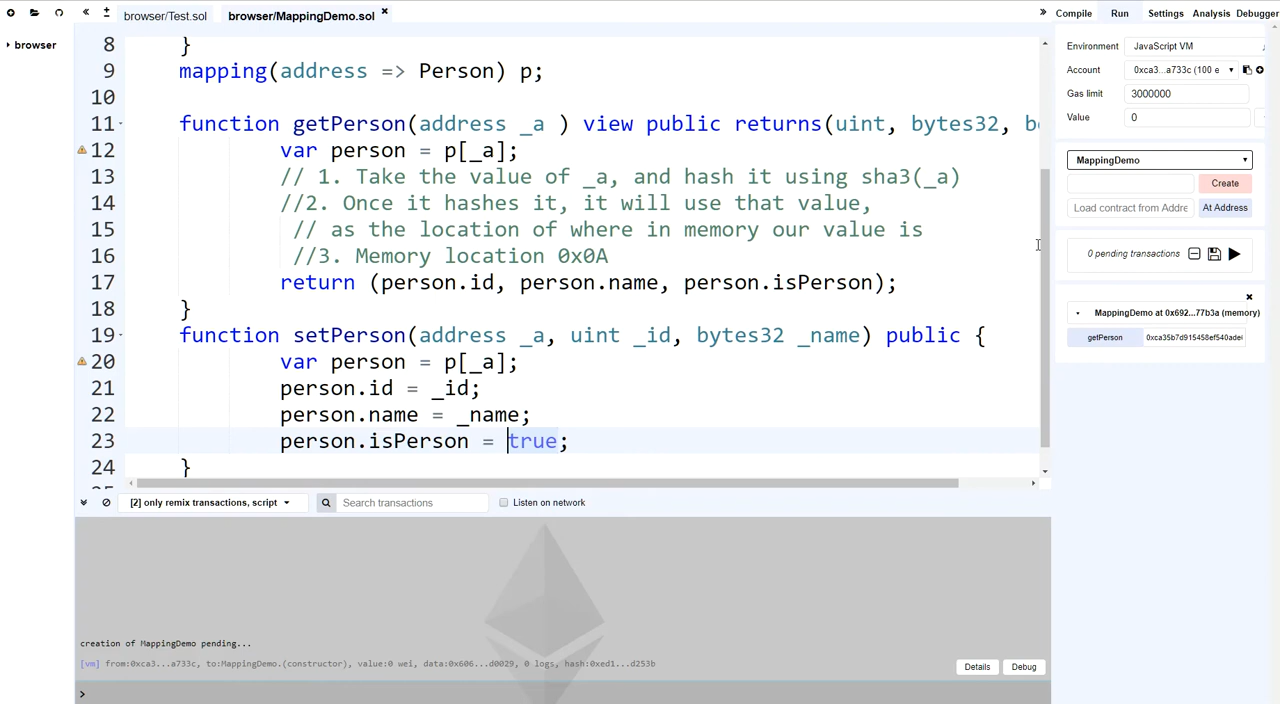 browser/Test.sol
browser/MappingDemo.sol
Compile Run Settings Analysis Debugger
browser
8 }
9 mapping(address => Person) p;
10
11 function getPerson(address _a ) view public returns(uint, bytes32,
12 var person = p[_a];
13 // 1. Take the value of _a, and hash it using sha3(_a)
14 //2. Once it hashes it, it will use that value,
15 // as the location of where in memory our value is
16 //3. Memory location 0x0A
17 return (person.id, person.name, person.isPerson);
18 }
19 function setPerson(address _a, uint _id, bytes32 _name) public {
20 var person = p[_a];
21 person.id = _id;
22 person.name = _name;
23 person.isPerson = true;
24 }
Environment JavaScript VM
Account 0xca3...a733c (100 e
Gas limit 3000000
Value 0
MappingDemo
Create
Load contract from Addre At Address
0 pending transactions
MappingDemo at 0x692...77b3a (memory)
getPerson 0xca35b7d915458ef540ade
[2] only remix transactions, script
Search transactions
Listen on network
creation of MappingDemo pending...
[vm] from:0xca3...a733c, to:MappingDemo.(constructor), value:0 wei, data:0x606...d0029, 0 logs, hash:0xed1...d253b
Details Debug
>